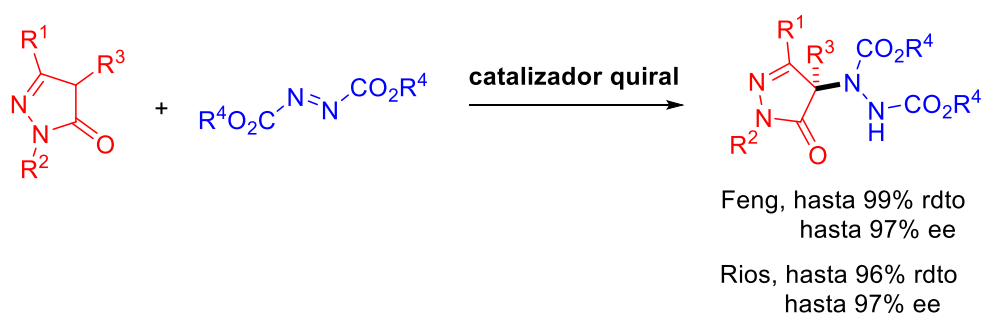 R¹
R³
N
N
O
R²
+
R⁴O₂C
N=N
CO₂R⁴
catalizador quiral
R¹
R³
CO₂R⁴
N
N
N
CO₂R⁴
N
H
O
R²
Feng, hasta 99% rdto
hasta 97% ee
Rios, hasta 96% rdto
hasta 97% ee